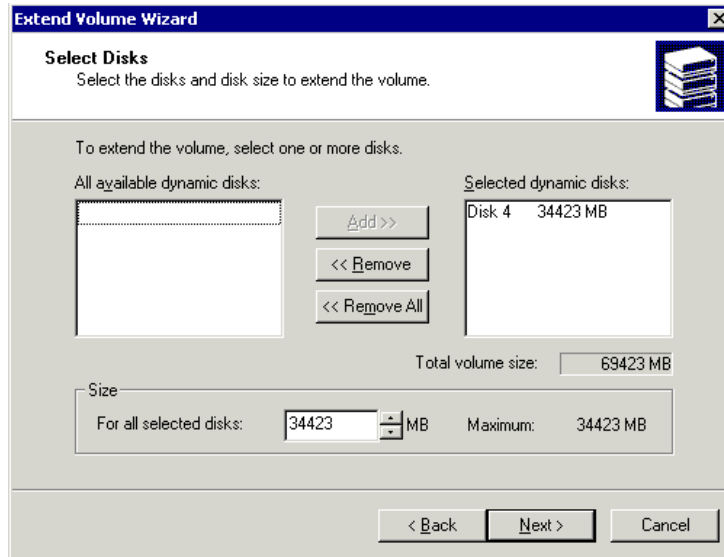 Extend Volume Wizard
Select Disks
Select the disks and disk size to extend the volume.
To extend the volume, select one or more disks.
All available dynamic disks:
Selected dynamic disks:
Disk 4 34423 MB
Add >>
<< Remove
<< Remove All
Total volume size: 69423 MB
Size
For all selected disks: 34423 MB Maximum: 34423 MB
< Back Next > Cancel